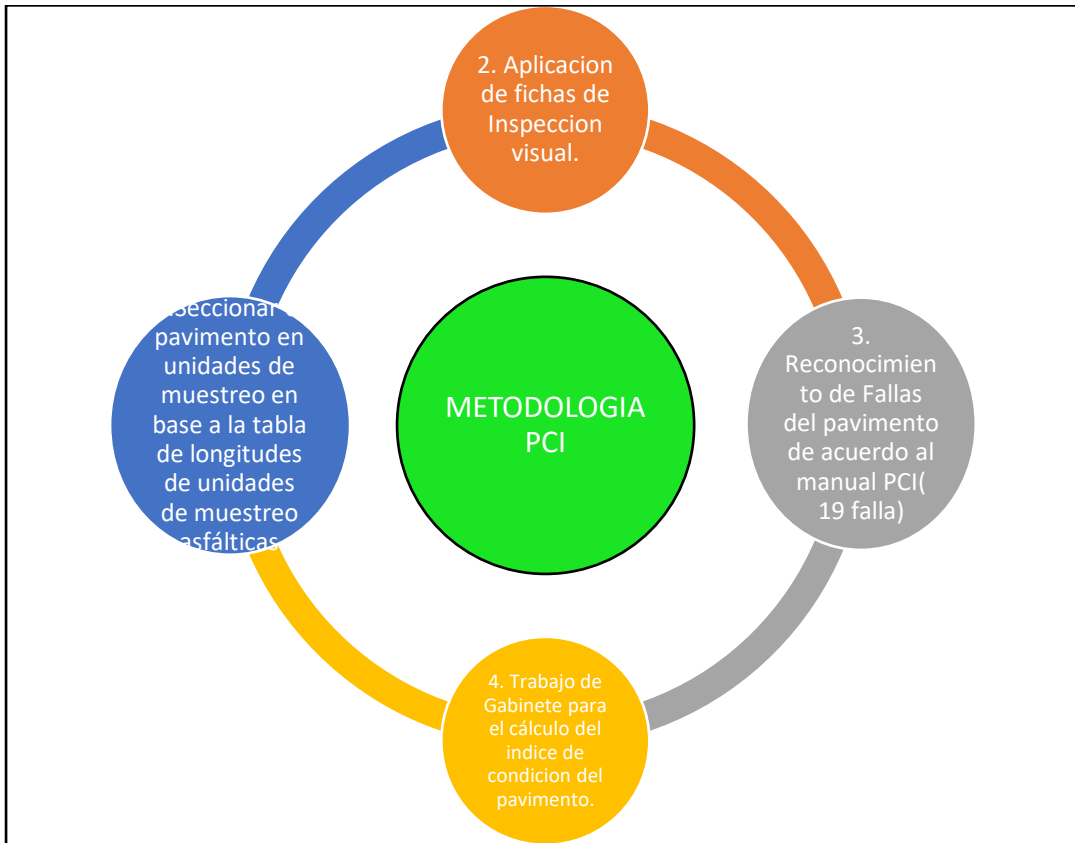 2. Aplicacion
de fichas de
Inspeccion
visual.
.Seccionar
pavimento en
unidades de
muestreo en
base a la tabla
de longitudes
de unidades
de muestreo
asfálticas
METODOLOGIA
PCI
3.
Reconocimien
to de Fallas
del pavimento
de acuerdo al
manual PCI(
19 falla)
4. Trabajo de
Gabinete para
el cálculo del
indice de
condicion del
pavimento.